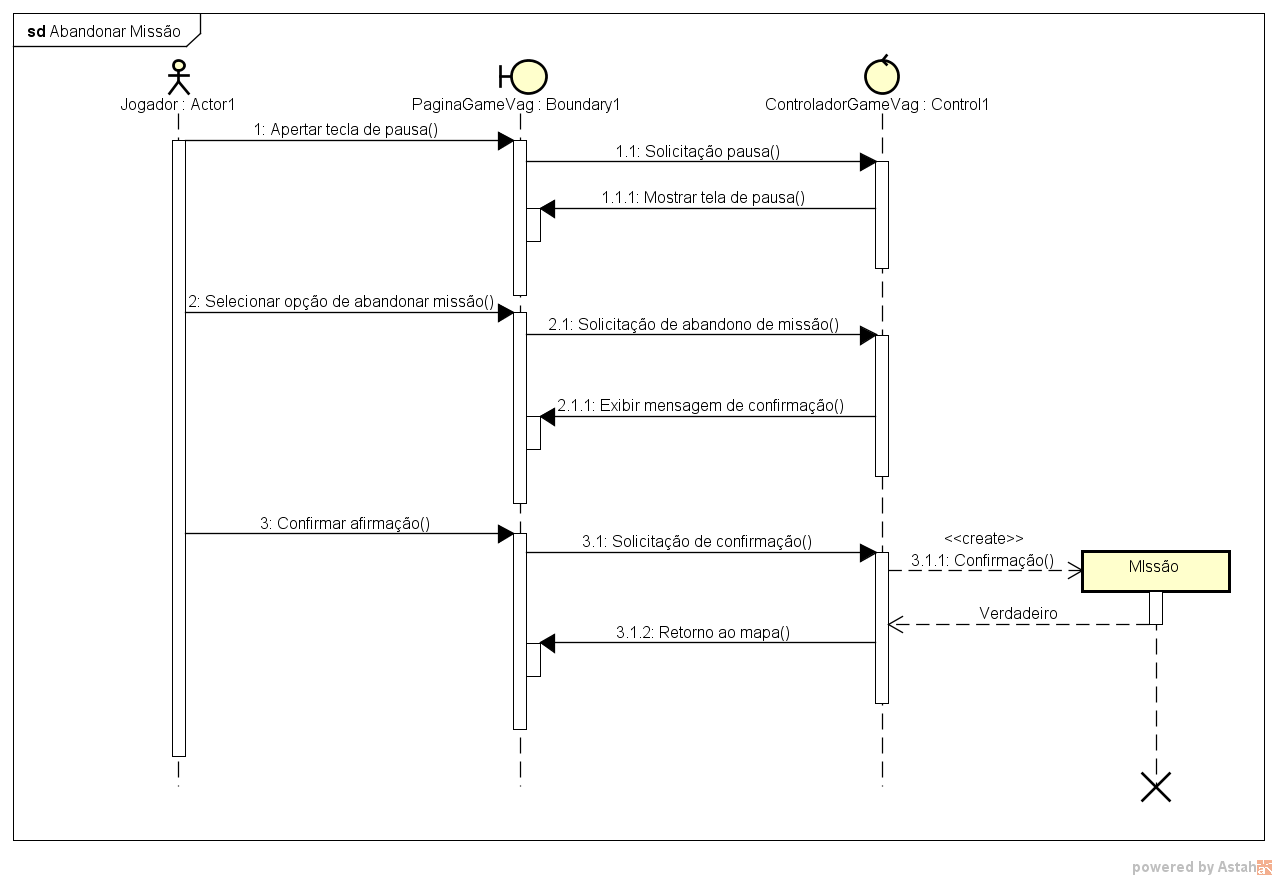 sd Abandonar Missão
Jogador : Actor1
PaginaGameVag : Boundary1
ControladorGameVag : Control1
1: Apertar tecla de pausa()
1.1: Solicitação pausa()
1.1.1: Mostrar tela de pausa()
2: Selecionar opção de abandonar missão()
2.1: Solicitação de abandono de missão()
2.1.1: Exibir mensagem de confirmação()
3: Confirmar afirmação()
3.1: Solicitação de confirmação()
<<create>>
3.1.1: Confirmação()
MIssão
Verdadeiro
3.1.2: Retorno ao mapa()
powered by Astah